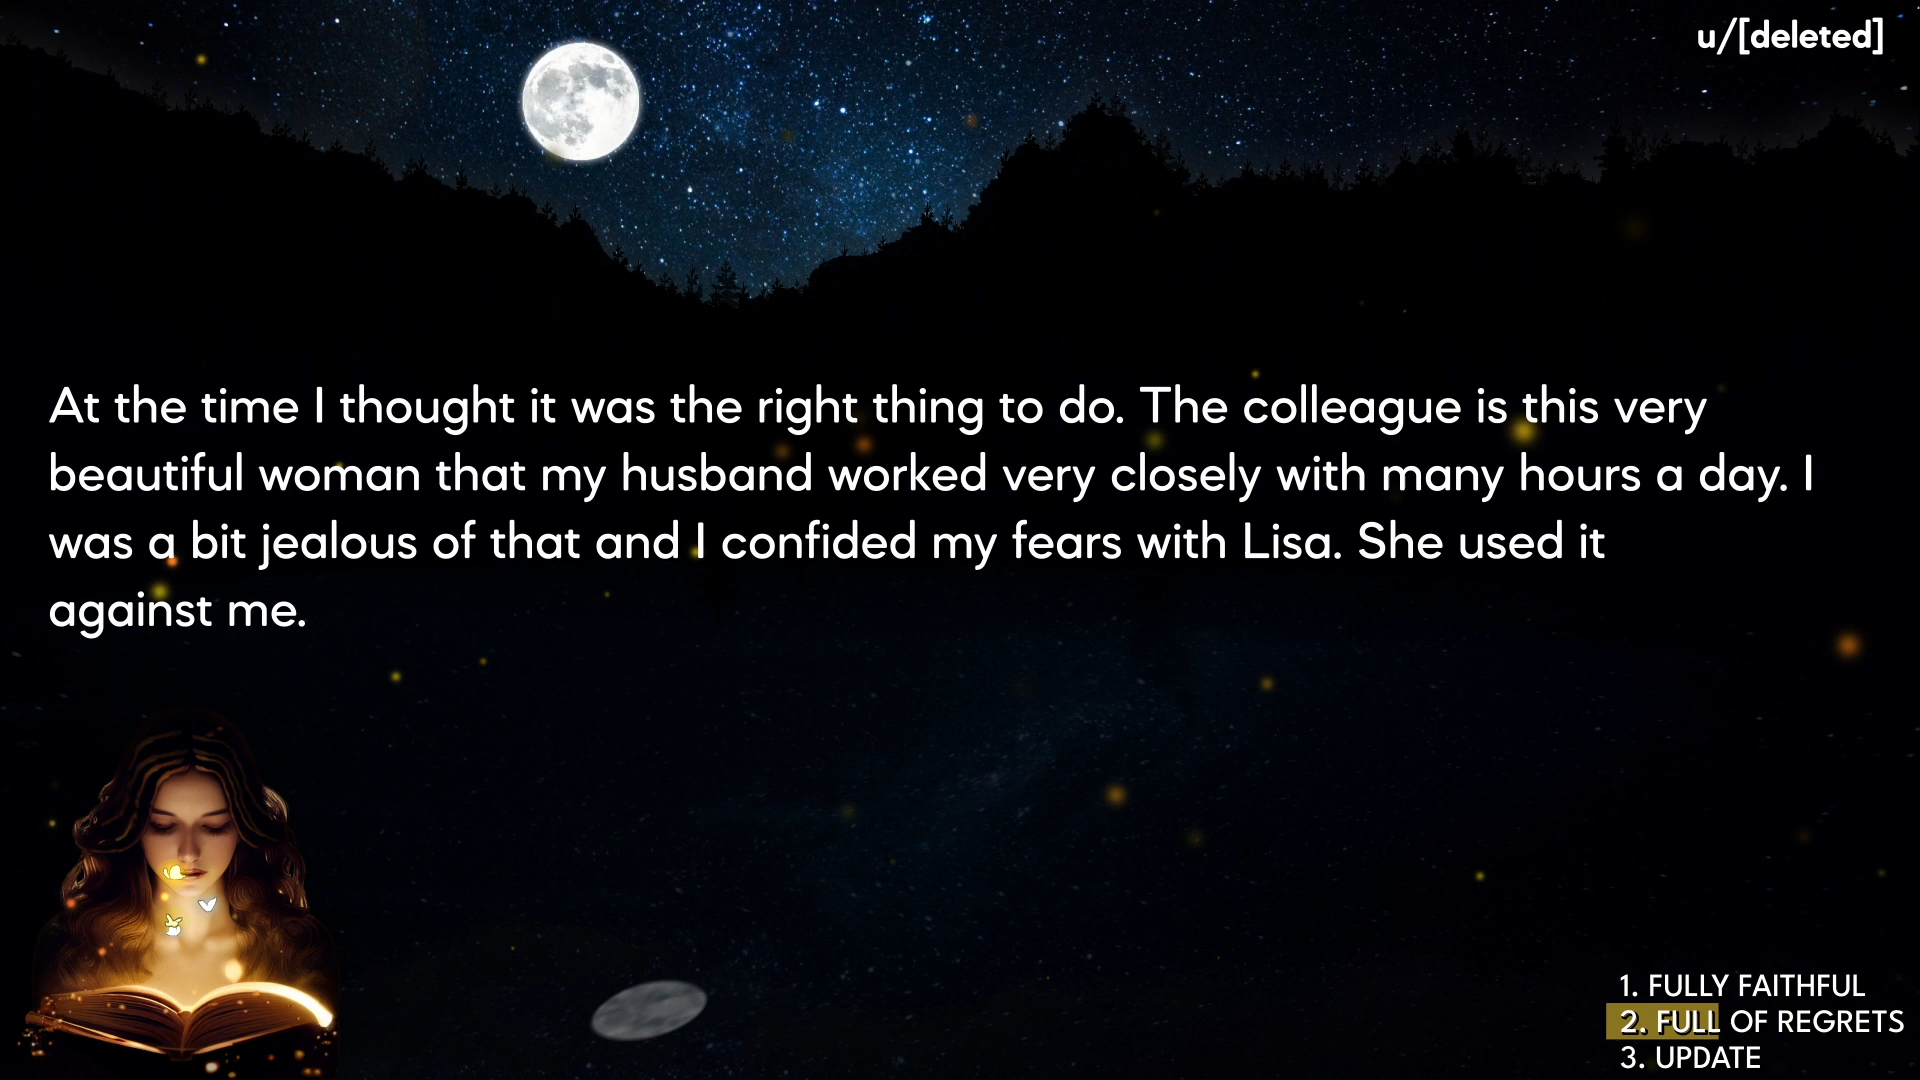 u/[deleted]
At the time I thought it was the right thing to do. The colleague is this very
beautiful woman that my husband worked very closely with many hours a day. I
was a bit jealous of that and I confided my fears with Lisa. She used it
against me.
1. FULLY FAITHFUL
2. FULL OF REGRETS
3. UPDATE